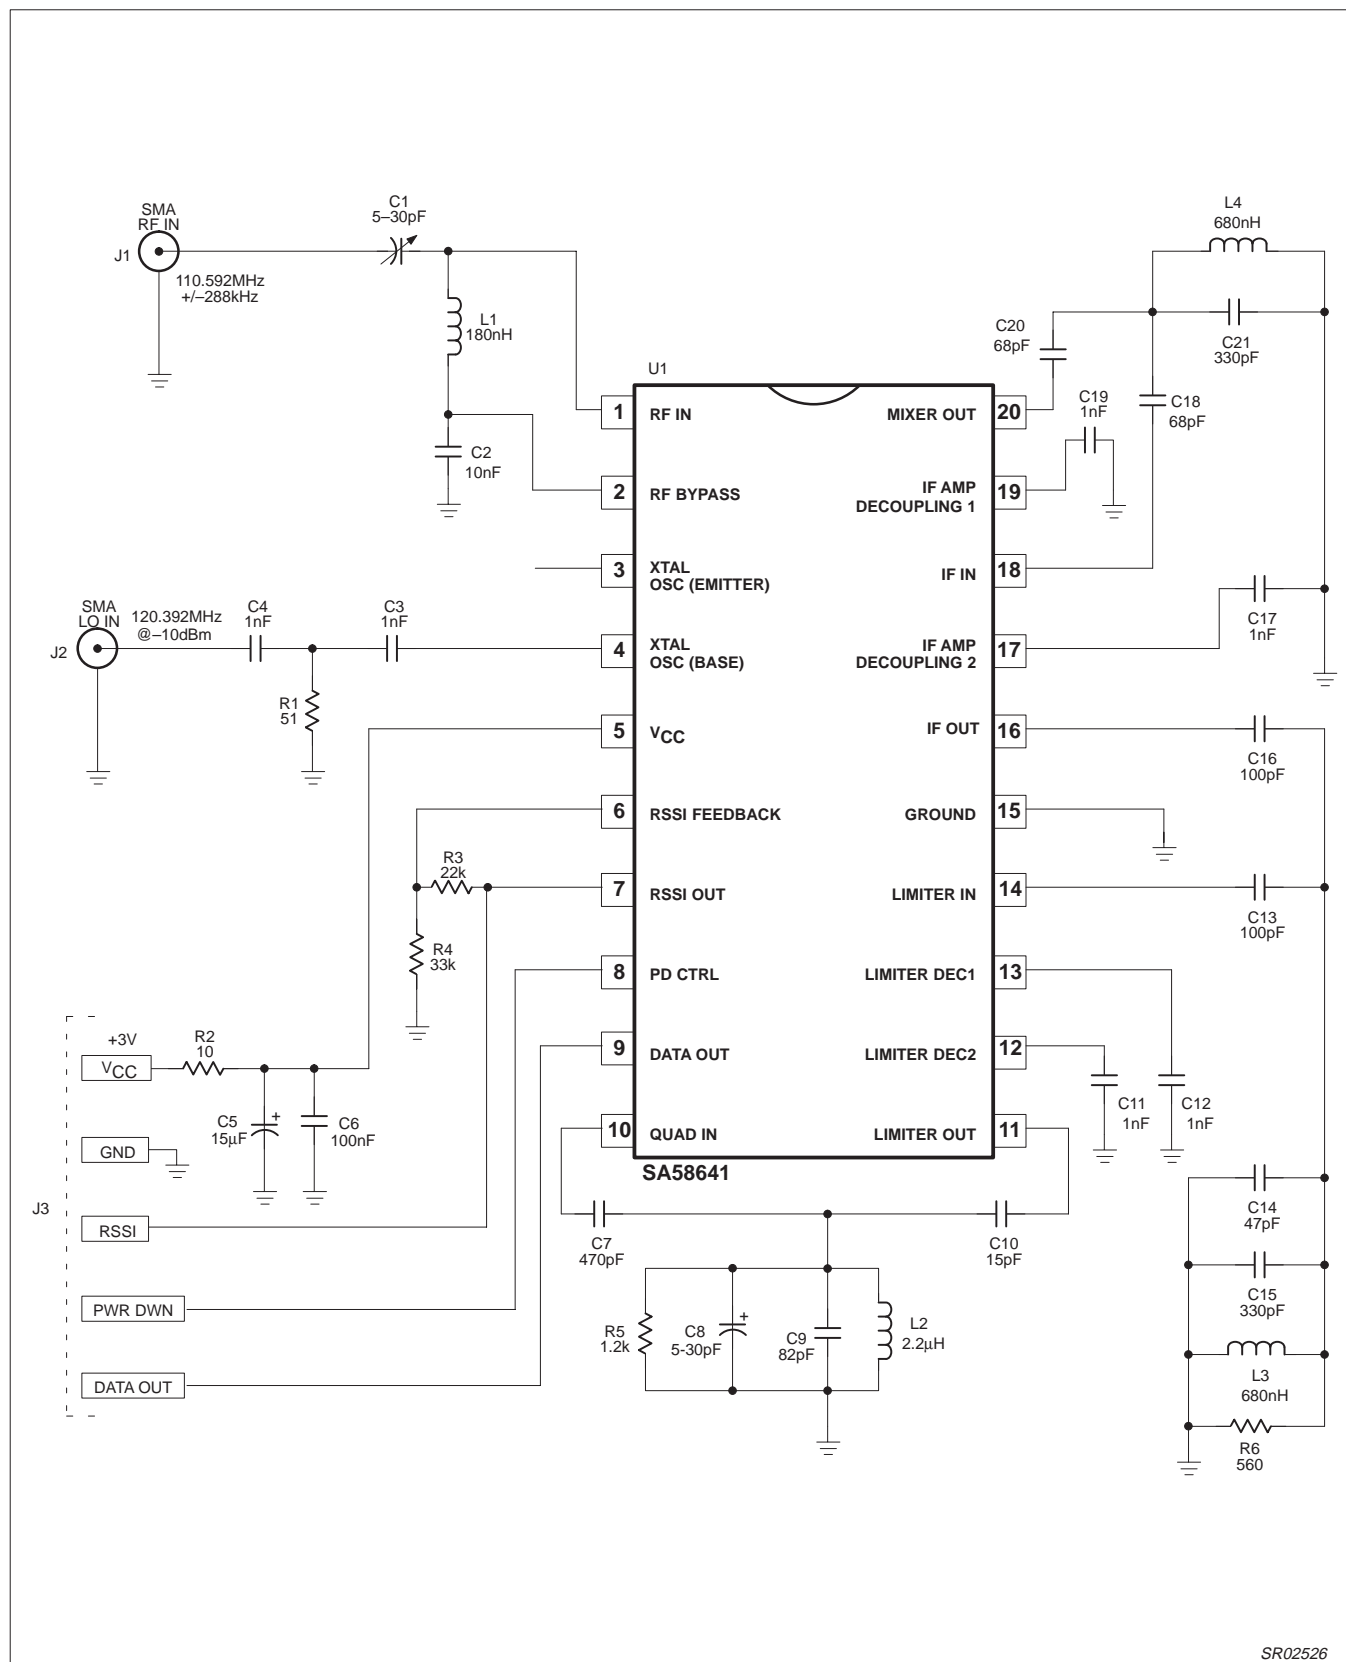 SMA
RF IN
J1
110.592MHz
+/–288kHz
C1
5–30pF
L1
180nH
C2
10nF
L4
680nH
C20
68pF
C21
330pF
C19
1nF
C18
68pF
U1
1 RF IN
MIXER OUT 20
2 RF BYPASS
IF AMP
DECOUPLING 1 19
3 XTAL
OSC (EMITTER)
IF IN 18
SMA
LO IN
J2
120.392MHz
@–10dBm
C4
1nF
C3
1nF
R1
51
4 XTAL
OSC (BASE)
IF AMP
DECOUPLING 2 17
C17
1nF
5 VCC
IF OUT 16
C16
100pF
6 RSSI FEEDBACK
GROUND 15
R3
22k
R4
33k
7 RSSI OUT
LIMITER IN 14
C13
100pF
8 PD CTRL
LIMITER DEC1 13
9 DATA OUT
LIMITER DEC2 12
C11
1nF
C12
1nF
10 QUAD IN
LIMITER OUT 11
SA58641
J3
+3V
VCC
R2
10
C5
15µF
+
C6
100nF
GND
RSSI
PWR DWN
DATA OUT
C7
470pF
C10
15pF
R5
1.2k
C8
5-30pF
+
C9
82pF
L2
2.2µH
C14
47pF
C15
330pF
L3
680nH
R6
560
SR02526